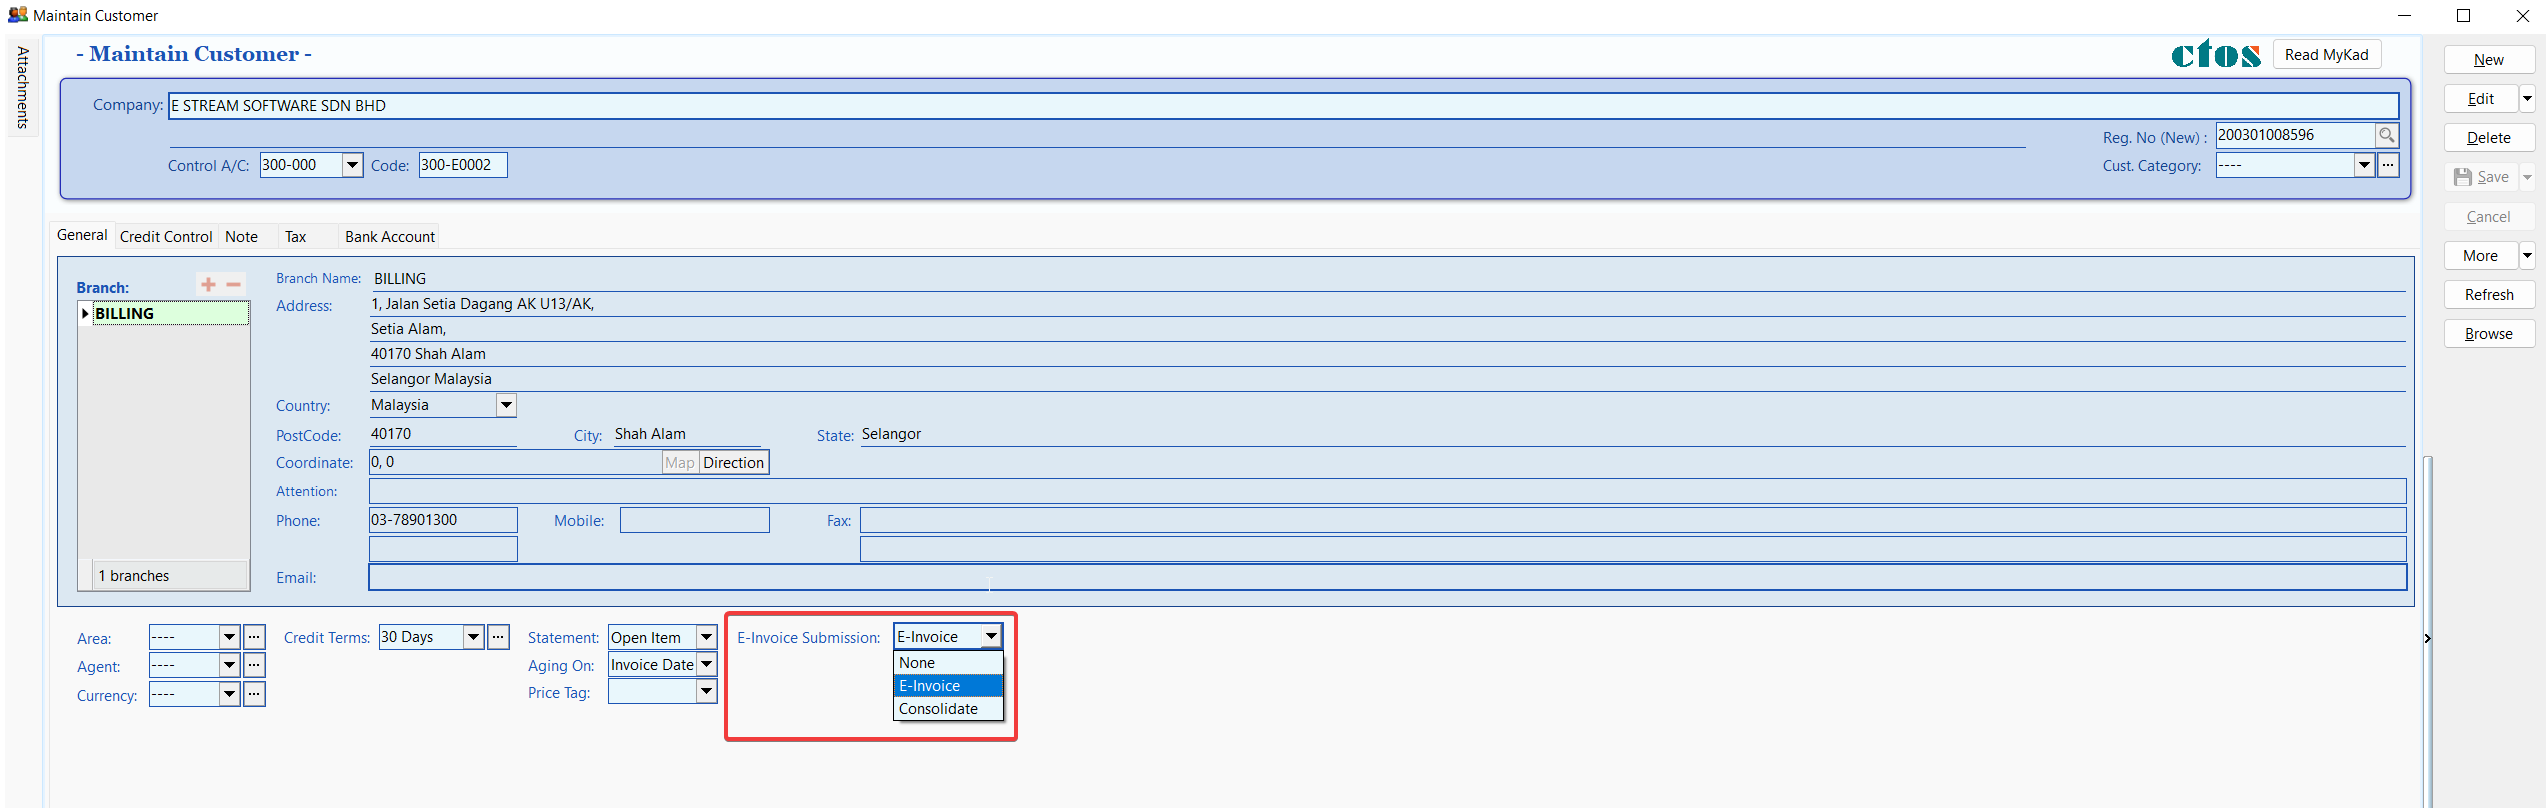 Maintain Customer
Attachments
- Maintain Customer -
ctos
Read MyKad
Company: E STREAM SOFTWARE SDN BHD
Reg. No (New) : 200301008596
Control A/C: 300-000 Code: 300-E0002
Cust. Category: ----
General Credit Control Note Tax Bank Account
Branch:
BILLING
1 branches
Branch Name: BILLING
Address: 1, Jalan Setia Dagang AK U13/AK,
Setia Alam,
40170 Shah Alam
Selangor Malaysia
Country: Malaysia
PostCode: 40170 City: Shah Alam State: Selangor
Coordinate: 0, 0 Map Direction
Attention:
Phone: 03-78901300 Mobile: Fax:
Email:
Area: ---- ... Credit Terms: 30 Days ... Statement: Open Item E-Invoice Submission: E-Invoice
Agent: ---- ... Aging On: Invoice Date None
Currency: ---- ... Price Tag: E-Invoice
Consolidate
New
Edit
Delete
Save
Cancel
More
Refresh
Browse